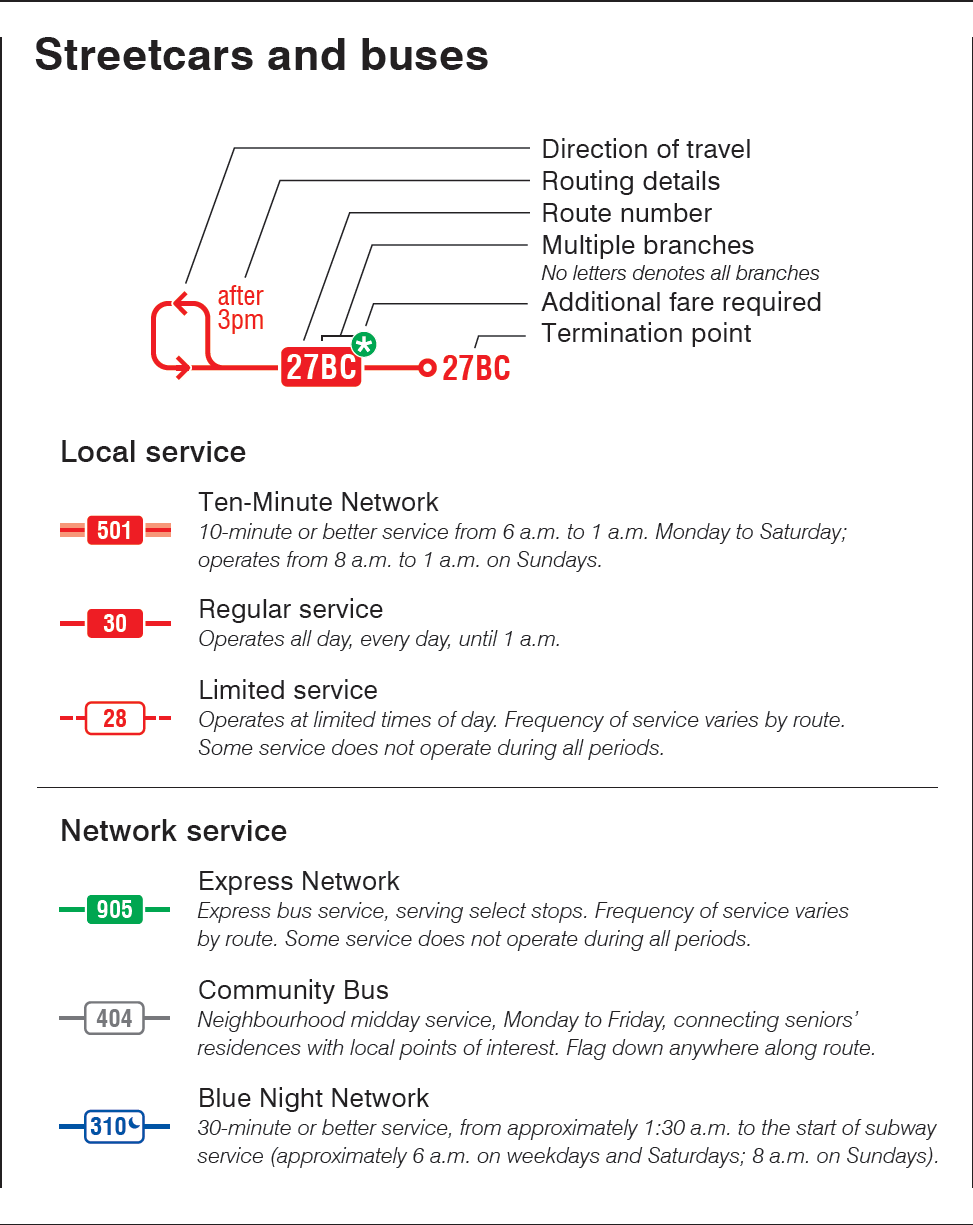 Streetcars and buses
Direction of travel
Routing details
Route number
Multiple branches
No letters denotes all branches
Additional fare required
Termination point
after
3pm
27BC
*
27BC
Local service
501
Ten-Minute Network
10-minute or better service from 6 a.m. to 1 a.m. Monday to Saturday;
operates from 8 a.m. to 1 a.m. on Sundays.
30
Regular service
Operates all day, every day, until 1 a.m.
28
Limited service
Operates at limited times of day. Frequency of service varies by route.
Some service does not operate during all periods.
Network service
905
Express Network
Express bus service, serving select stops. Frequency of service varies
by route. Some service does not operate during all periods.
404
Community Bus
Neighbourhood midday service, Monday to Friday, connecting seniors’
residences with local points of interest. Flag down anywhere along route.
310
Blue Night Network
30-minute or better service, from approximately 1:30 a.m. to the start of subway
service (approximately 6 a.m. on weekdays and Saturdays; 8 a.m. on Sundays).